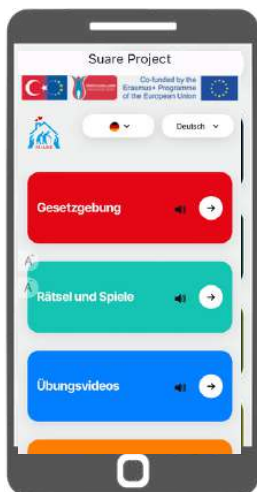 Suare Project
Co-funded by the
Erasmus+ Programme
of the European Union
Deutsch
Gesetzgebung
Rätsel und Spiele
Übungsvideos